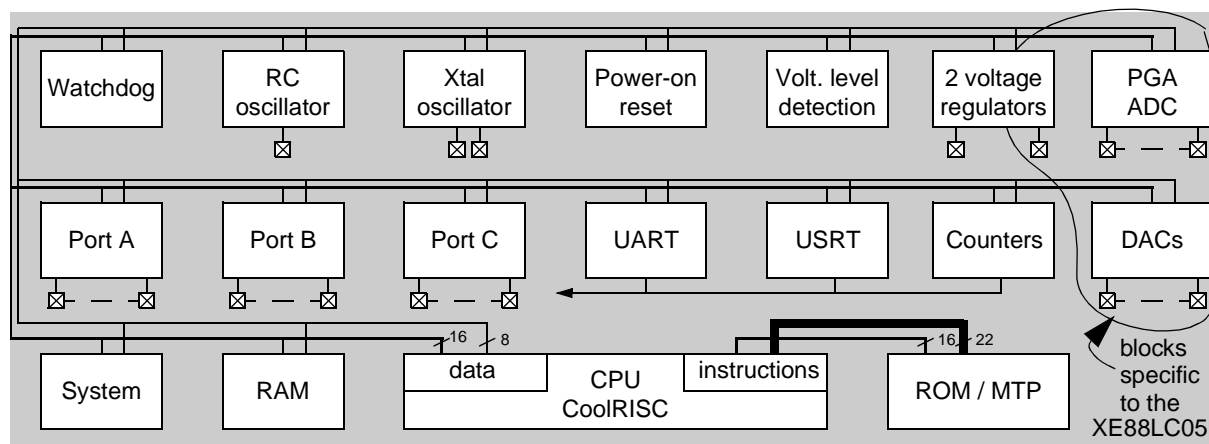 Watchdog
RC
oscillator
Xtal
oscillator
Power-on
reset
Volt. level
detection
2 voltage
regulators
PGA
ADC
Port A
Port B
Port C
UART
USRT
Counters
DACs
16
8
16
22
System
RAM
data
CPU
CoolRISC
instructions
ROM / MTP
blocks
specific
to the
XE88LC05